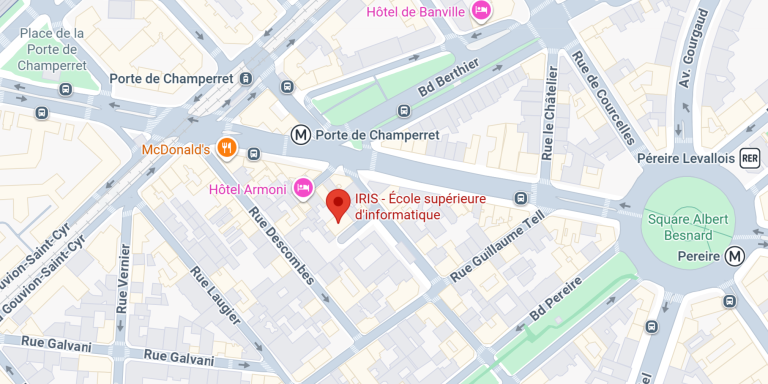 Hôtel de Banville
Place de la
Porte de
Champerret
Porte de Champerret
Bd Berthier
Av. Gourgaud
Rue de Courcelles
Rue le Châtelier
McDonald's
M
Porte de Champerret
Péreire Levallois
RER
Hôtel Armoni
IRIS - École supérieure
d'informatique
Square Albert
Besnard
Pereire
M
Rue Descombes
Rue Guillaume Tell
Bd Pereire
Gouvion-Saint-Cyr
Gouvion-Saint-Cyr
Rue Vernier
Rue Laugier
Rue Galvani
Rue Galvani